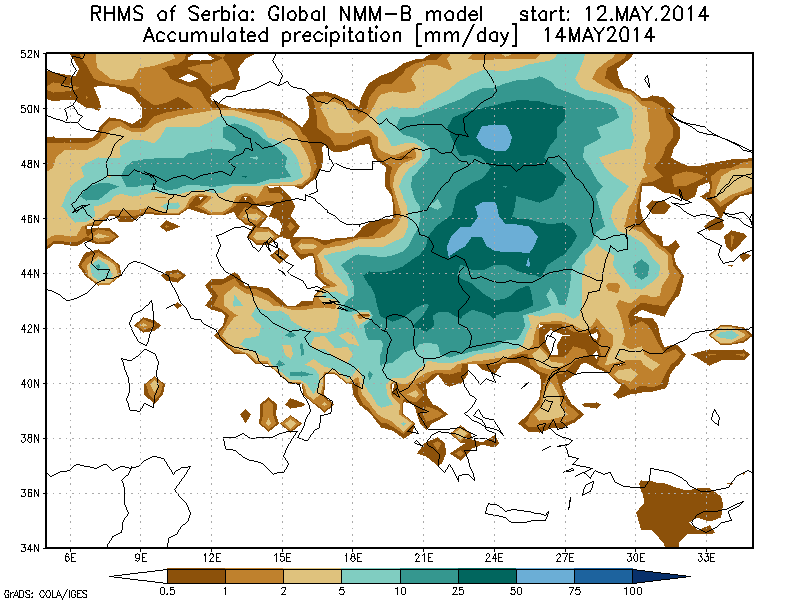 RHMS of Serbia: Global NMM-B model start: 12.MAY.2014
Accumulated precipitation [mm/day] 14MAY2014
52N
50N
48N
46N
44N
42N
40N
38N
36N
34N
6E 9E 12E 15E 18E 21E 24E 27E 30E 33E
0.5 1 2 5 10 25 50 75 100
GrADS: COLA/IGES